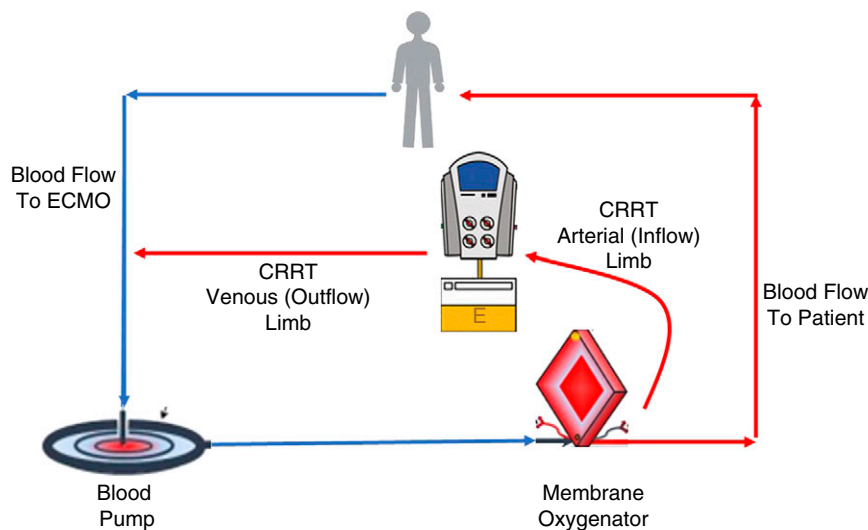 Blood Flow
To ECMO
CRRT
Arterial (Inflow)
Limb
CRRT
Venous (Outflow)
Limb
E
Blood Flow
To Patient
Blood
Pump
Membrane
Oxygenator